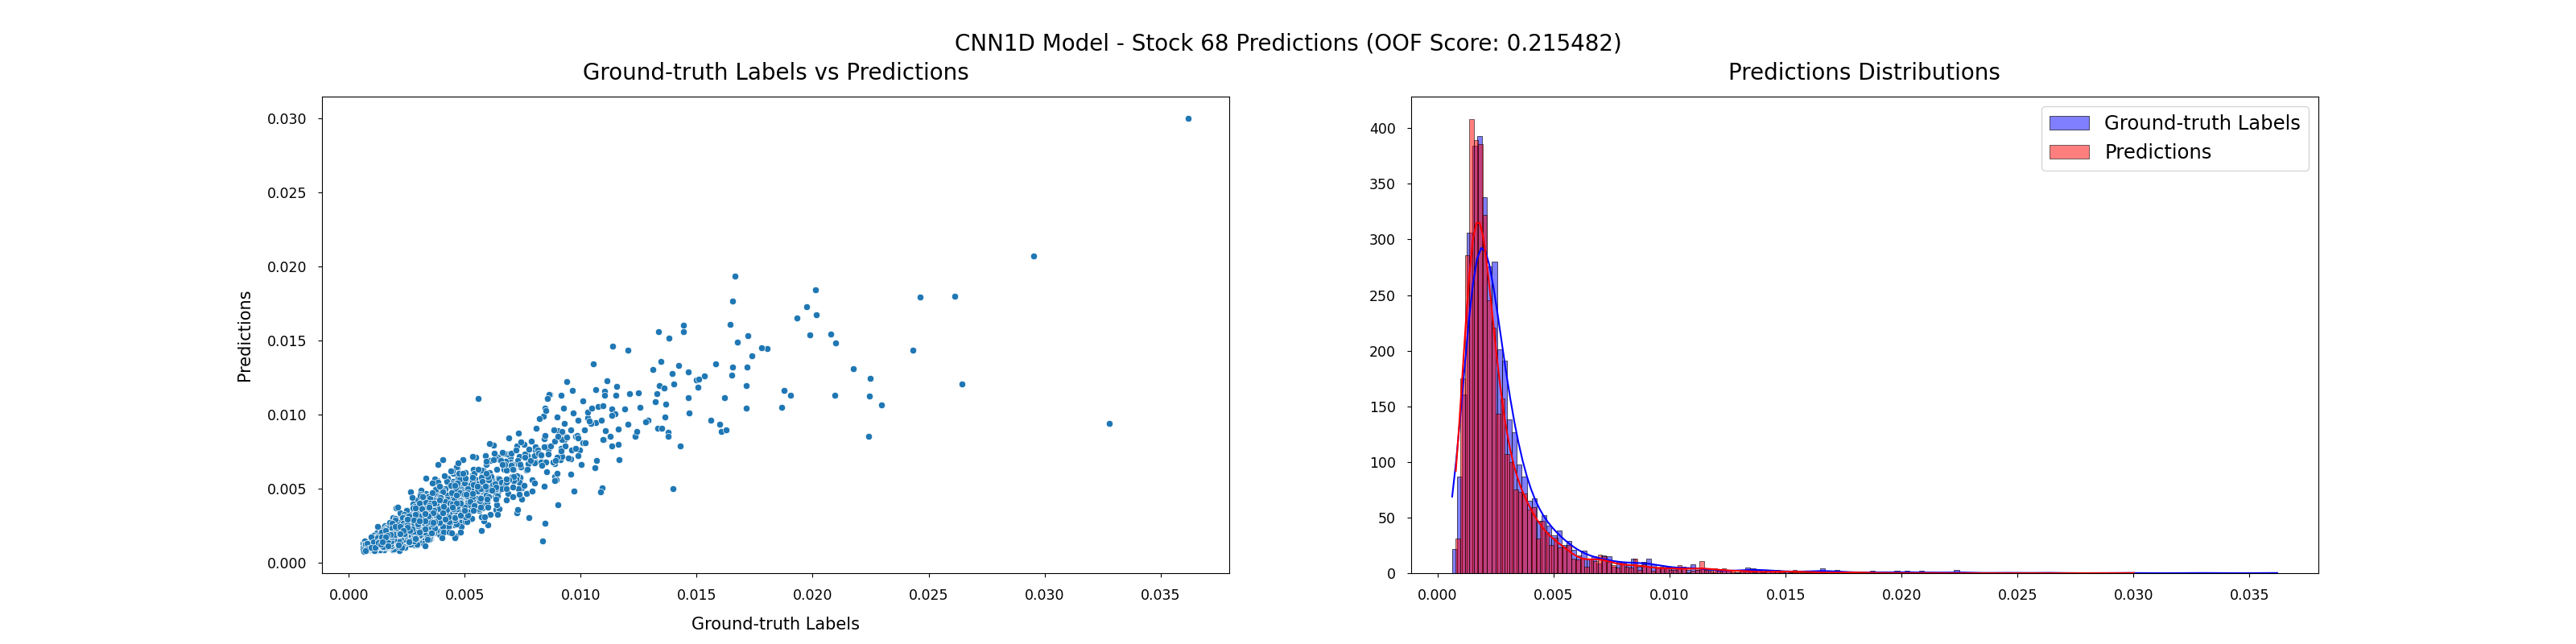 CNN1D Model - Stock 68 Predictions (OOF Score: 0.215482)
Ground-truth Labels vs Predictions
0.030
0.025
0.020
0.015
0.010
0.005
0.000
Predictions
0.000 0.005 0.010 0.015 0.020 0.025 0.030 0.035
Ground-truth Labels
Predictions Distributions
Ground-truth Labels
Predictions
400
350
300
250
200
150
100
50
0
0.000 0.005 0.010 0.015 0.020 0.025 0.030 0.035